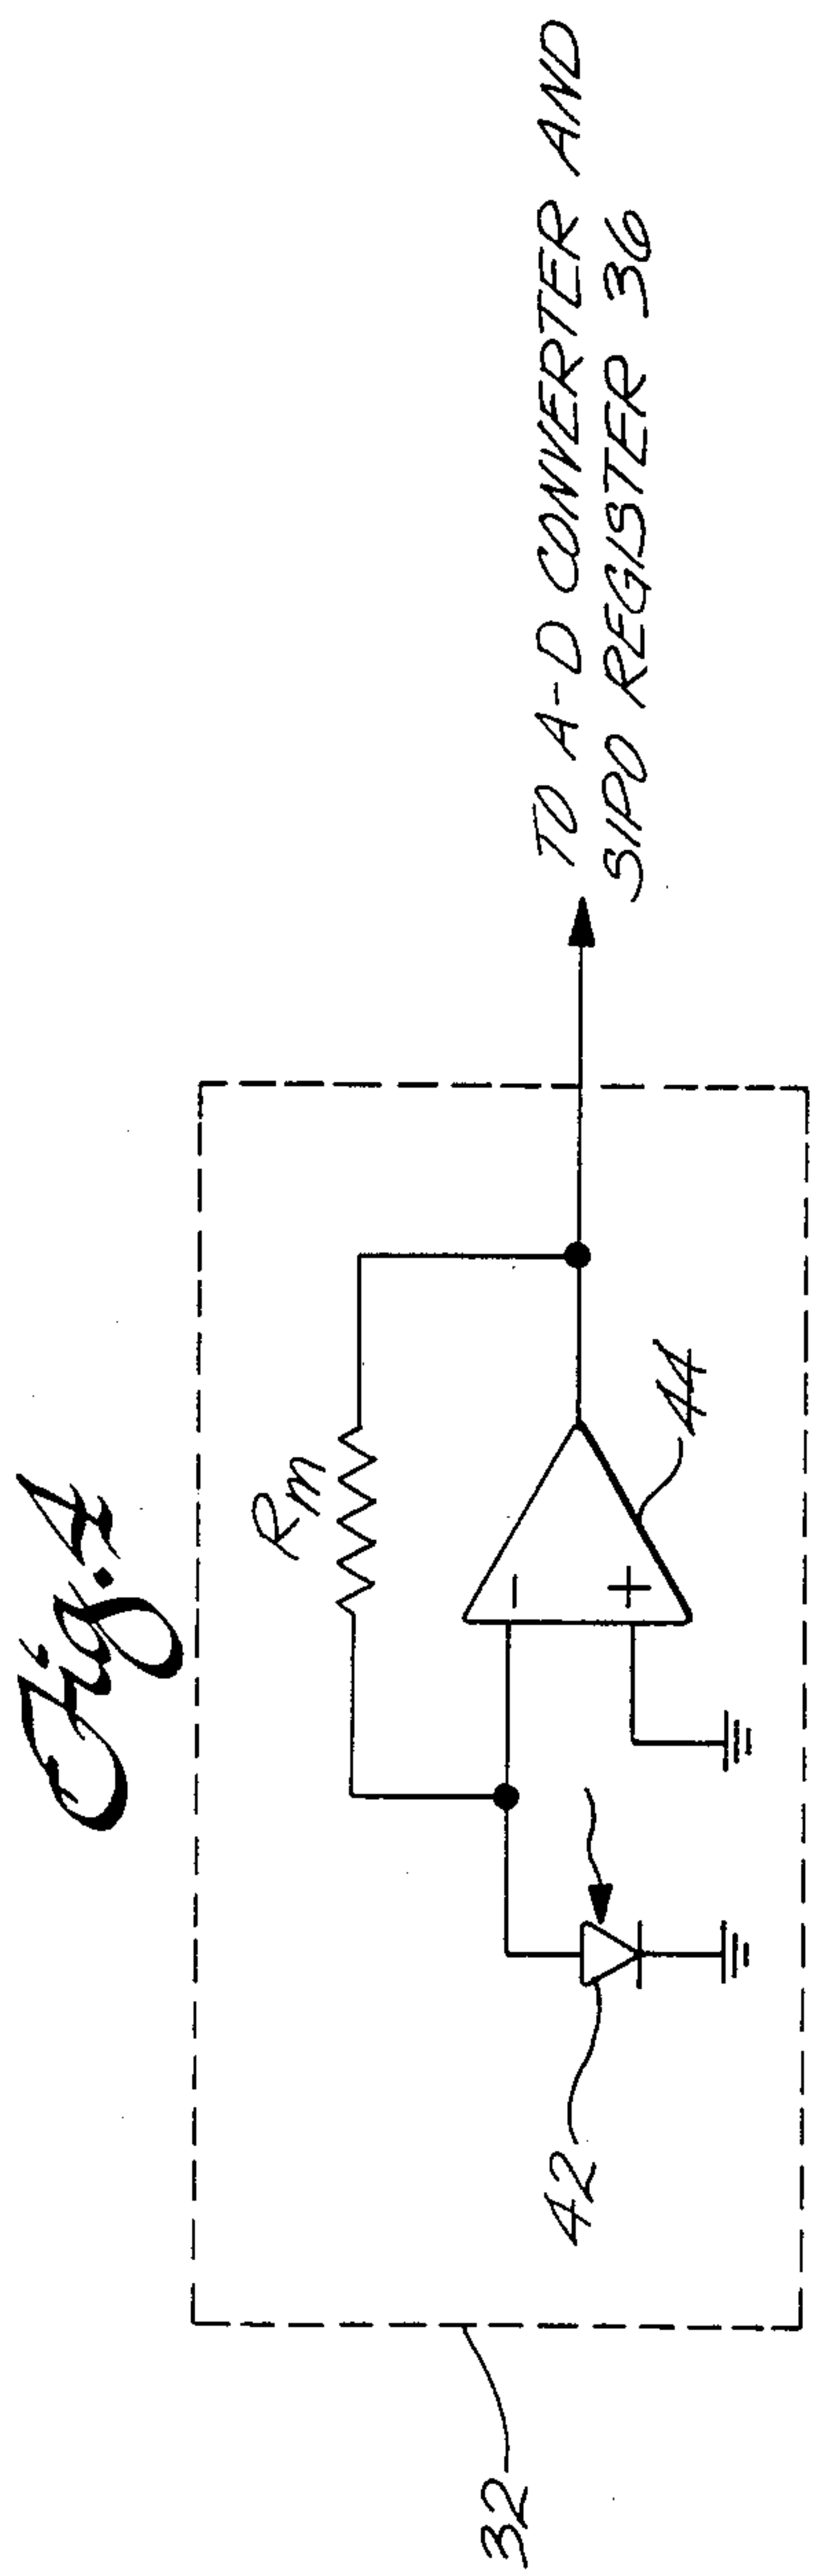 Fig. 4
Rm
-
+
44
42
32
TO A-D CONVERTER AND
SIPO REGISTER 36